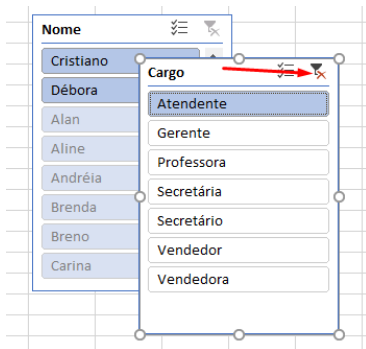 Nome
Cristiano
Débora
Alan
Aline
Andréia
Brenda
Breno
Carina
Cargo
Atendente
Gerente
Professora
Secretária
Secretário
Vendedor
Vendedora